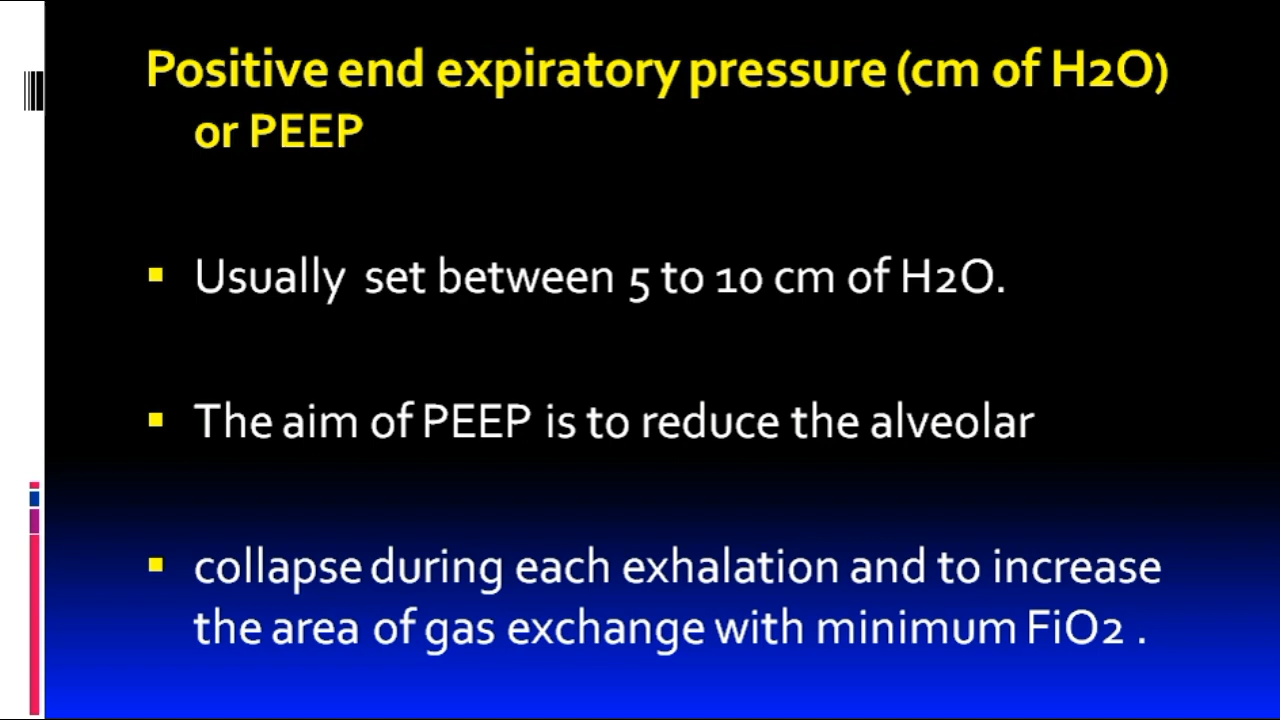 Positive end expiratory pressure (cm of H2O)
or PEEP
Usually set between 5 to 10 cm of H2O.
The aim of PEEP is to reduce the alveolar
collapse during each exhalation and to increase
the area of gas exchange with minimum FiO2 .